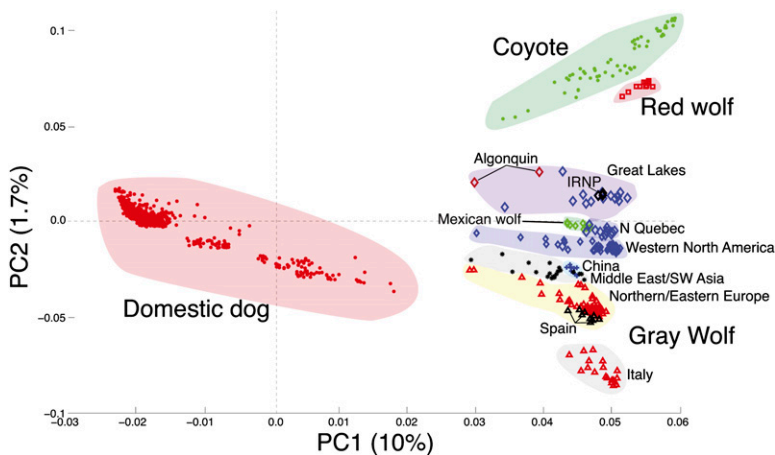 0.1
Coyote
Red wolf
0.05
Algonquin
Great Lakes
IRNP
PC2 (1.7%)
0.0
Mexican wolf
N Quebec
Western North America
China
Middle East/SW Asia
Northern/Eastern Europe
Domestic dog
-0.05
Spain
Gray Wolf
Italy
-0.1
-0.03
-0.02
-0.01
0.0
0.01
0.02
0.03
0.04
0.05
0.06
PC1 (10%)